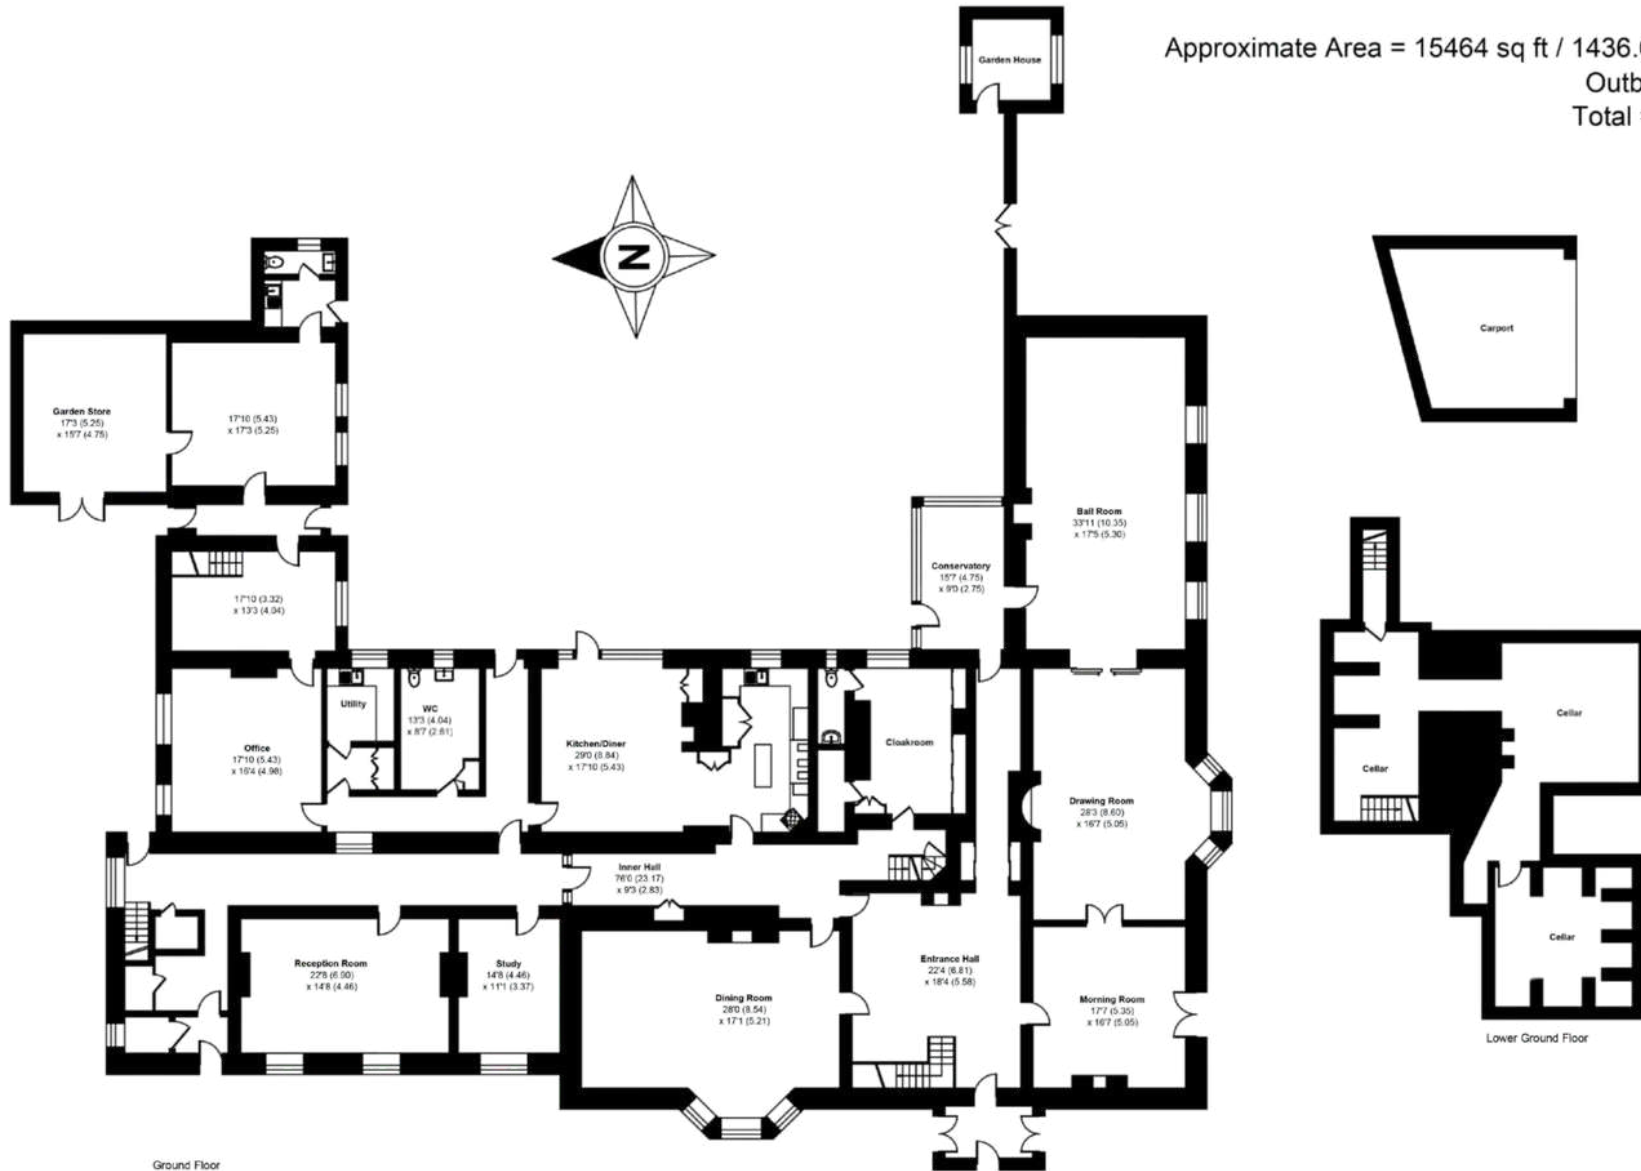 Approximate Area = 15464 sq ft / 1436.
Outb
Total
Garden House
N
Carport
Garden Store
17'3 (5.25)
x 15'7 (4.75)
17'10 (5.43)
x 17'3 (5.25)
Ball Room
33'11 (10.35)
x 17'5 (5.30)
Conservatory
15'7 (4.75)
x 9'0 (2.75)
17'10 (3.32)
x 13'3 (4.04)
Utility
WC
13'3 (4.04)
x 8'7 (2.61)
Office
17'10 (5.43)
x 16'4 (4.98)
Kitchen/Diner
29'0 (8.84)
x 17'10 (5.43)
Cloakroom
Drawing Room
28'3 (8.60)
x 16'7 (5.05)
Cellar
Cellar
Inner Hall
76'0 (23.17)
x 9'3 (2.83)
Reception Room
22'8 (6.90)
x 14'8 (4.46)
Study
14'8 (4.46)
x 11'1 (3.37)
Dining Room
28'0 (8.54)
x 17'1 (5.21)
Entrance Hall
22'4 (6.81)
x 18'4 (5.58)
Morning Room
17'7 (5.35)
x 16'7 (5.05)
Cellar
Lower Ground Floor
Ground Floor